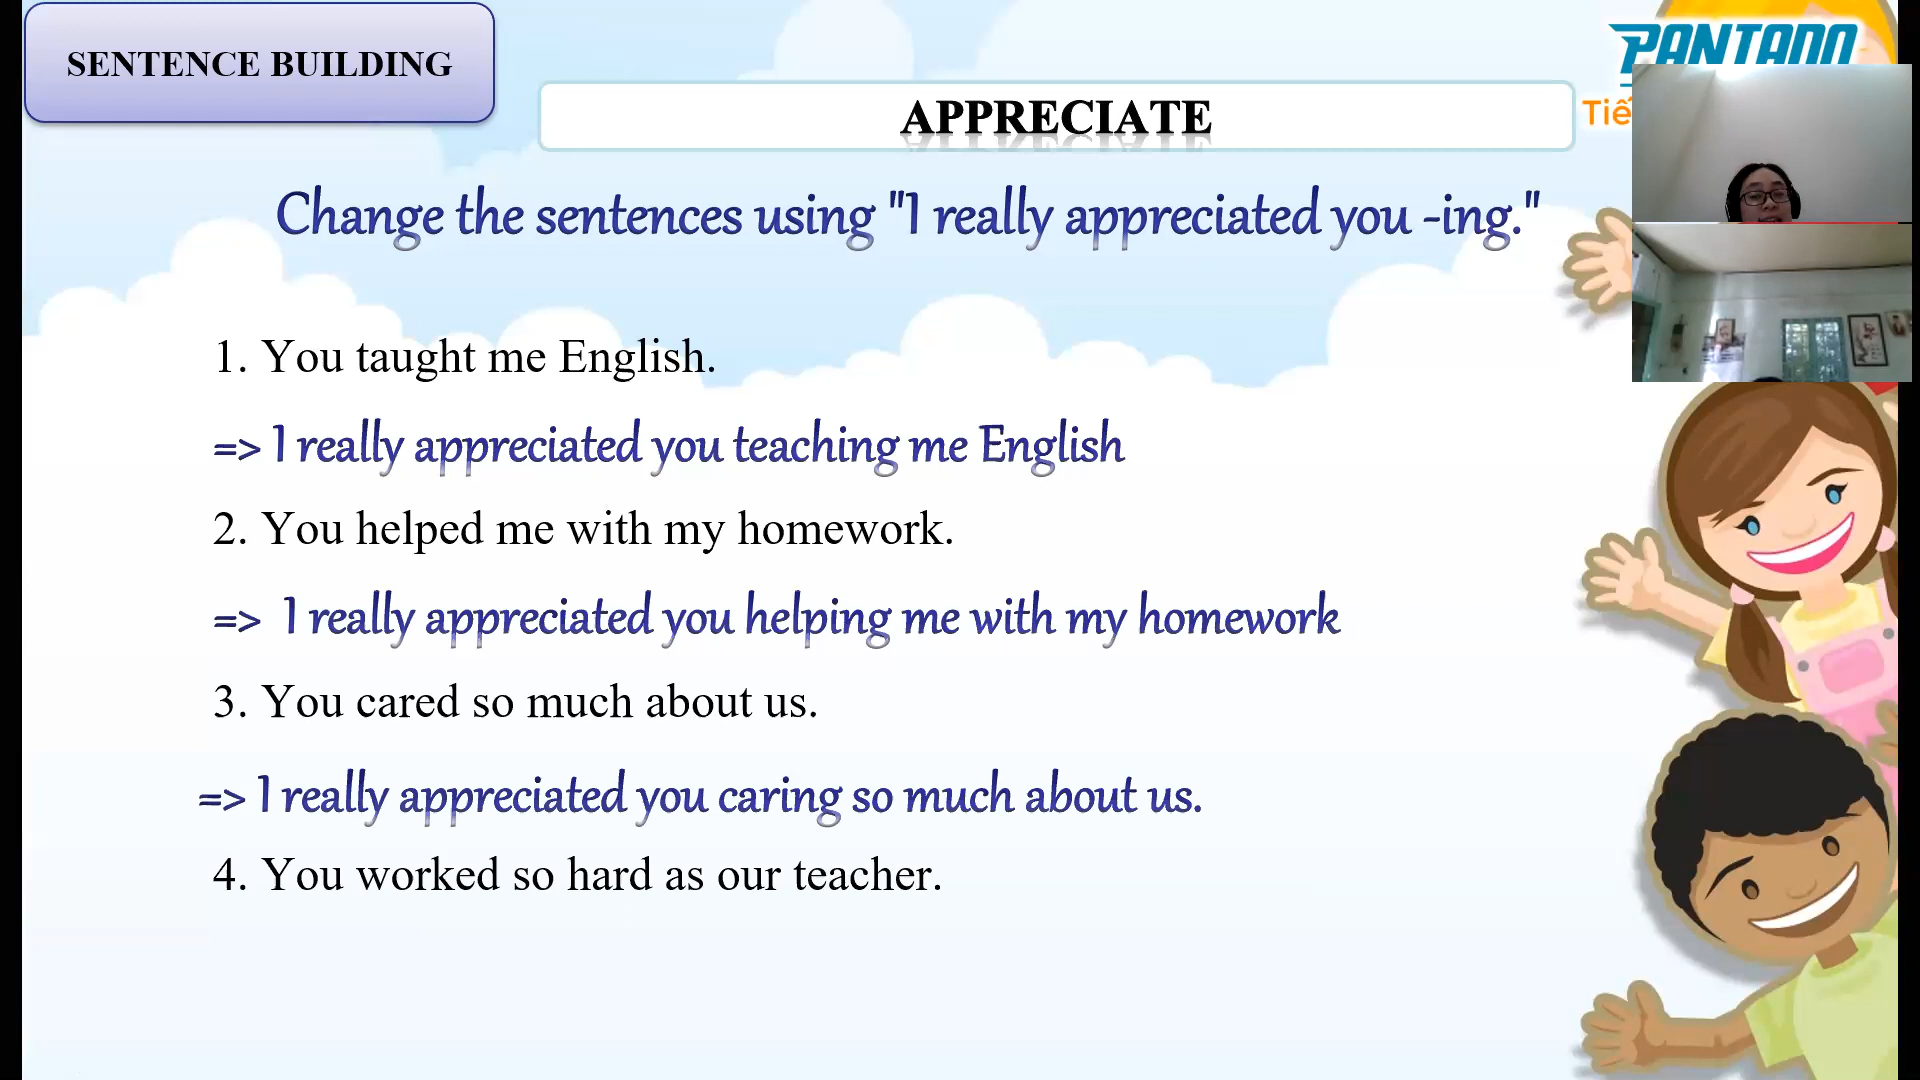 SENTENCE BUILDING
PANTADO
APPRECIATE
Tiế
Change the sentences using "I really appreciated you -ing."
1. You taught me English.
=> I really appreciated you teaching me English
2. You helped me with my homework.
=> I really appreciated you helping me with my homework
3. You cared so much about us.
=> I really appreciated you caring so much about us.
4. You worked so hard as our teacher.